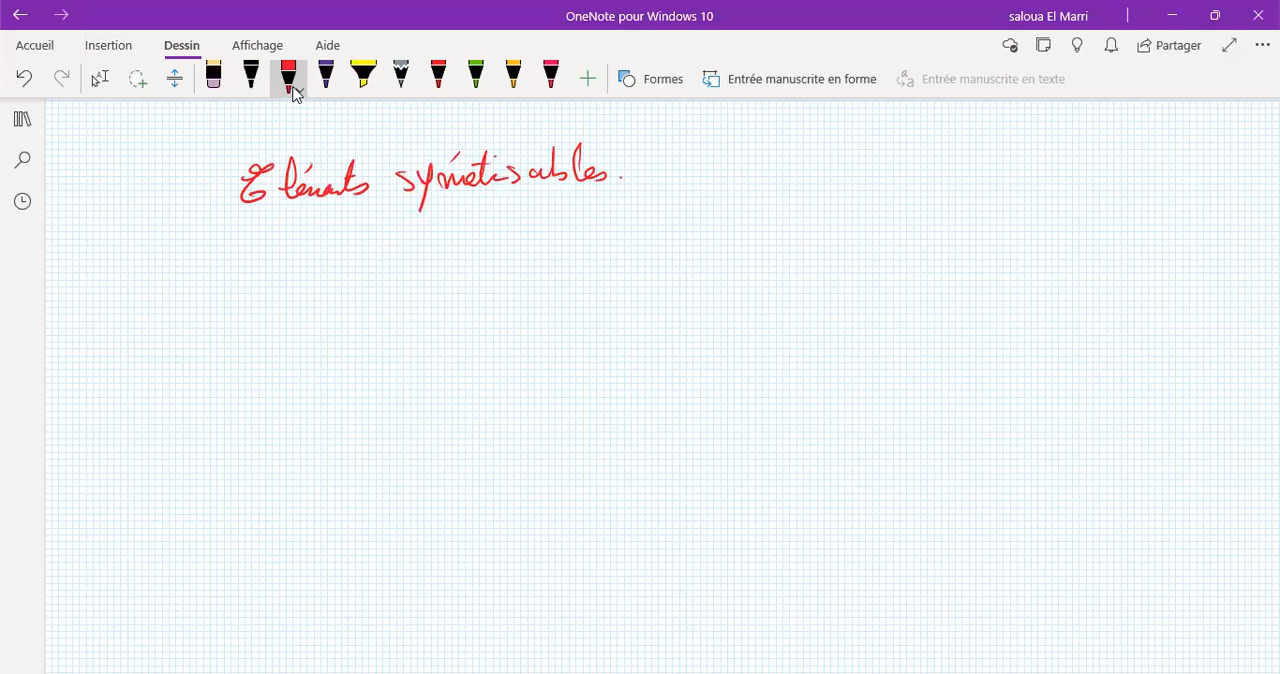 OneNote pour Windows 10
saloua El Marri
Accueil Insertion Dessin Affichage Aide
Partager
Formes Entrée manuscrite en forme Entrée manuscrite en texte
Eléments symétrisables.